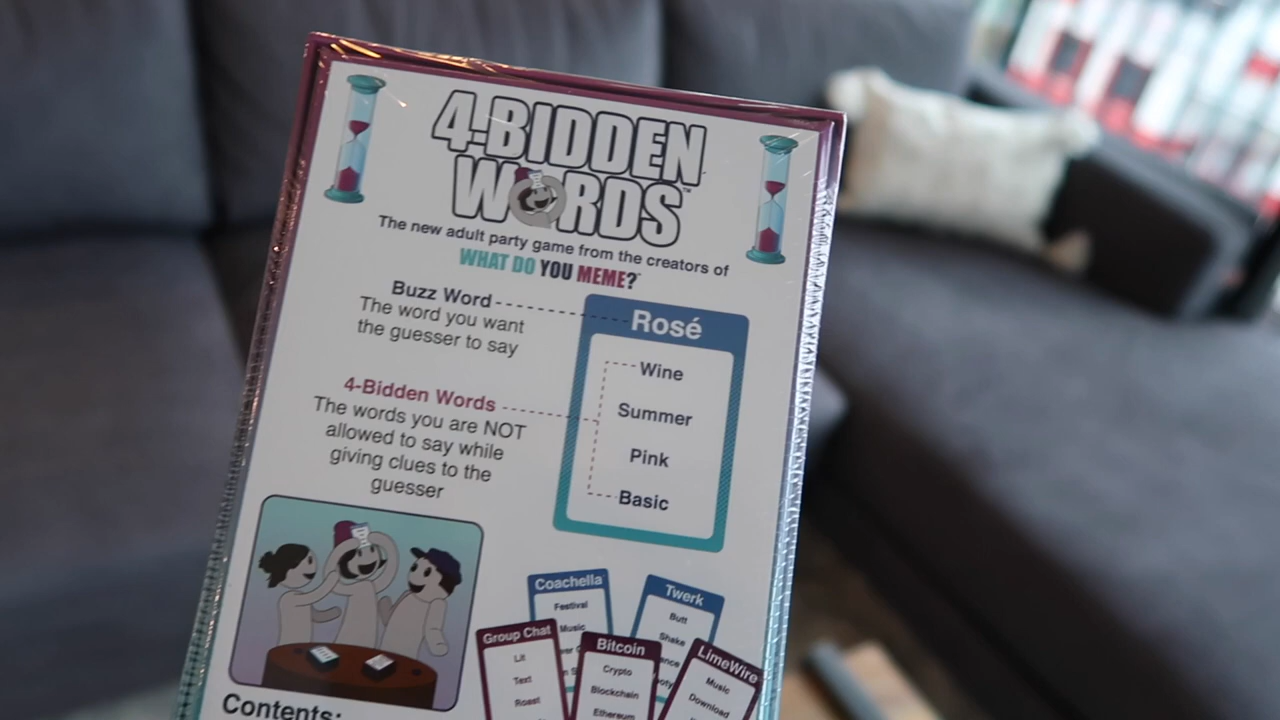 4-BIDDEN
WORDS™
The new adult party game from the creators of
WHAT DO YOU MEME?
Buzz Word
The word you want
the guesser to say
4-Bidden Words
The words you are NOT
allowed to say while
giving clues to the
guesser
Rosé
Wine
Summer
Pink
Basic
Coachella
Festival
Music
Twerk
Butt
Shake
Group Chat
Lit
Text
Roast
Bitcoin
Crypto
Blockchain
Ethereum
LimeWire
Music
Download
Contents: